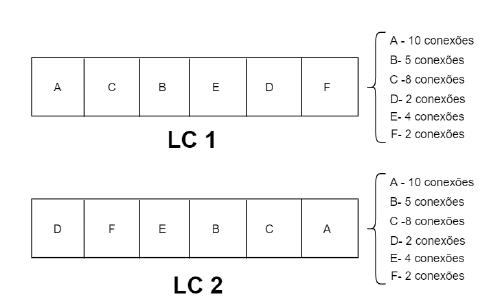 A C B E D F
LC 1
A - 10 conexões
B- 5 conexões
C -8 conexões
D- 2 conexões
E- 4 conexões
F- 2 conexões
D F E B C A
LC 2
A - 10 conexões
B- 5 conexões
C -8 conexões
D- 2 conexões
E- 4 conexões
F- 2 conexões